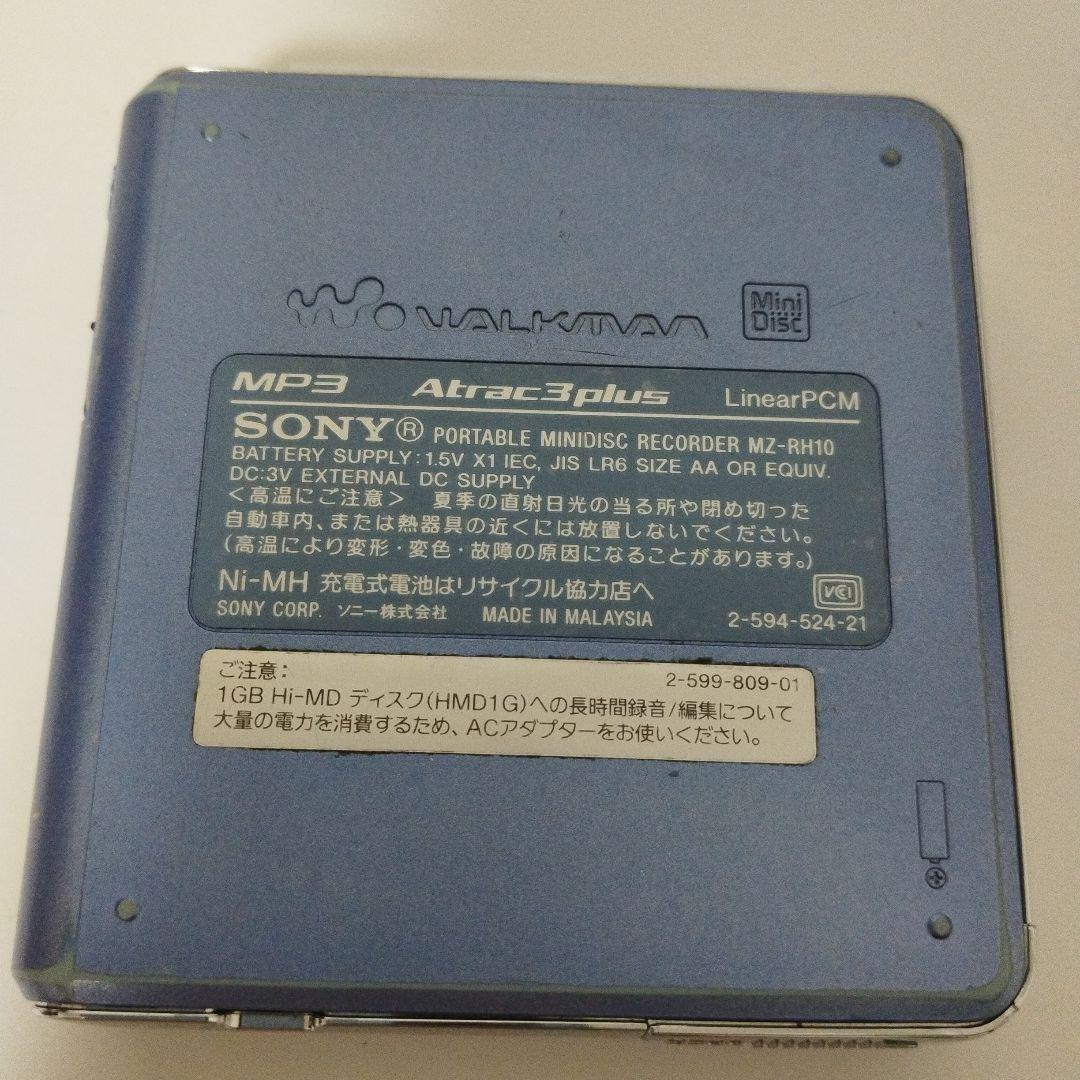 WALKMAN
Mini Disc
MP3 Atrac3plus LinearPCM
SONY® PORTABLE MINIDISC RECORDER MZ-RH10
BATTERY SUPPLY:1.5V X1 IEC, JIS LR6 SIZE AA OR EQUIV.
DC:3V EXTERNAL DC SUPPLY
<高温にご注意> 夏季の直射日光の当る所や閉め切った
自動車内、または熱器具の近くには放置しないでください。
(高温により変形・変色・故障の原因になることがあります。)
Ni-MH 充電式電池はリサイクル協力店へ
VCI
SONY CORP. ソニー株式会社 MADE IN MALAYSIA 2-594-524-21
ご注意: 2-599-809-01
1GB Hi-MD ディスク(HMD1G)への長時間録音/編集について
大量の電力を消費するため、ACアダプターをお使いください。